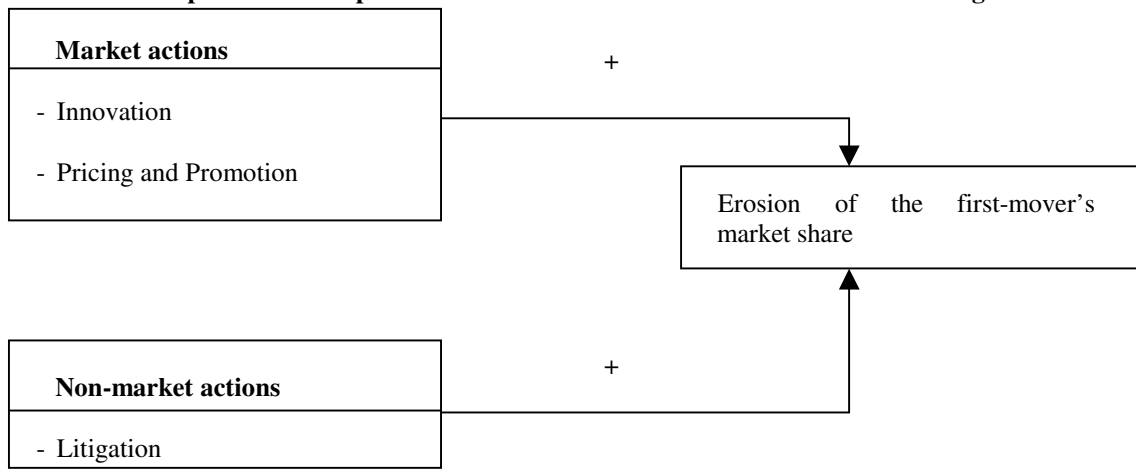 Market actions
+
- Innovation
- Pricing and Promotion
Erosion of the first-mover's
market share
+
Non-market actions
- Litigation